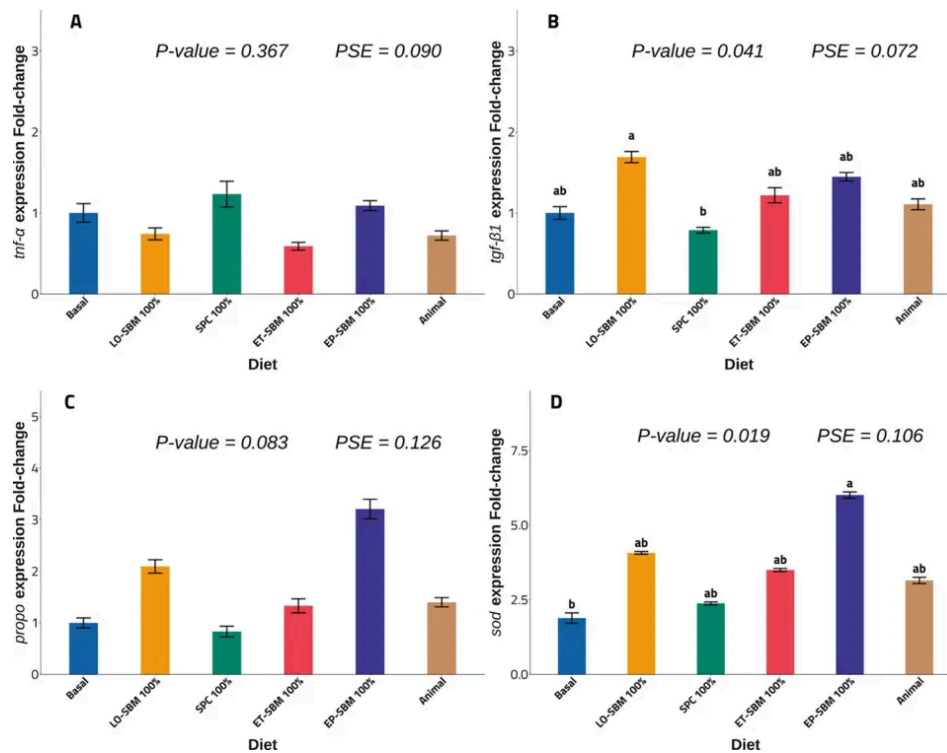 A
P-value = 0.367 PSE = 0.090
tnf-α expression Fold-change
3
2
1
0
Basal
LO-SBM 100%
SPC 100%
ET-SBM 100%
EP-SBM 100%
Animal
Diet
B
P-value = 0.041 PSE = 0.072
tgf-β1 expression Fold-change
3
2
1
0
ab
a
b
ab
ab
ab
Basal
LO-SBM 100%
SPC 100%
ET-SBM 100%
EP-SBM 100%
Animal
Diet
C
P-value = 0.083 PSE = 0.126
propo expression Fold-change
5
4
3
2
1
0
Basal
LO-SBM 100%
SPC 100%
ET-SBM 100%
EP-SBM 100%
Animal
Diet
D
P-value = 0.019 PSE = 0.106
sod expression Fold-change
7.5
5.0
2.5
0.0
b
ab
ab
ab
a
ab
Basal
LO-SBM 100%
SPC 100%
ET-SBM 100%
EP-SBM 100%
Animal
Diet